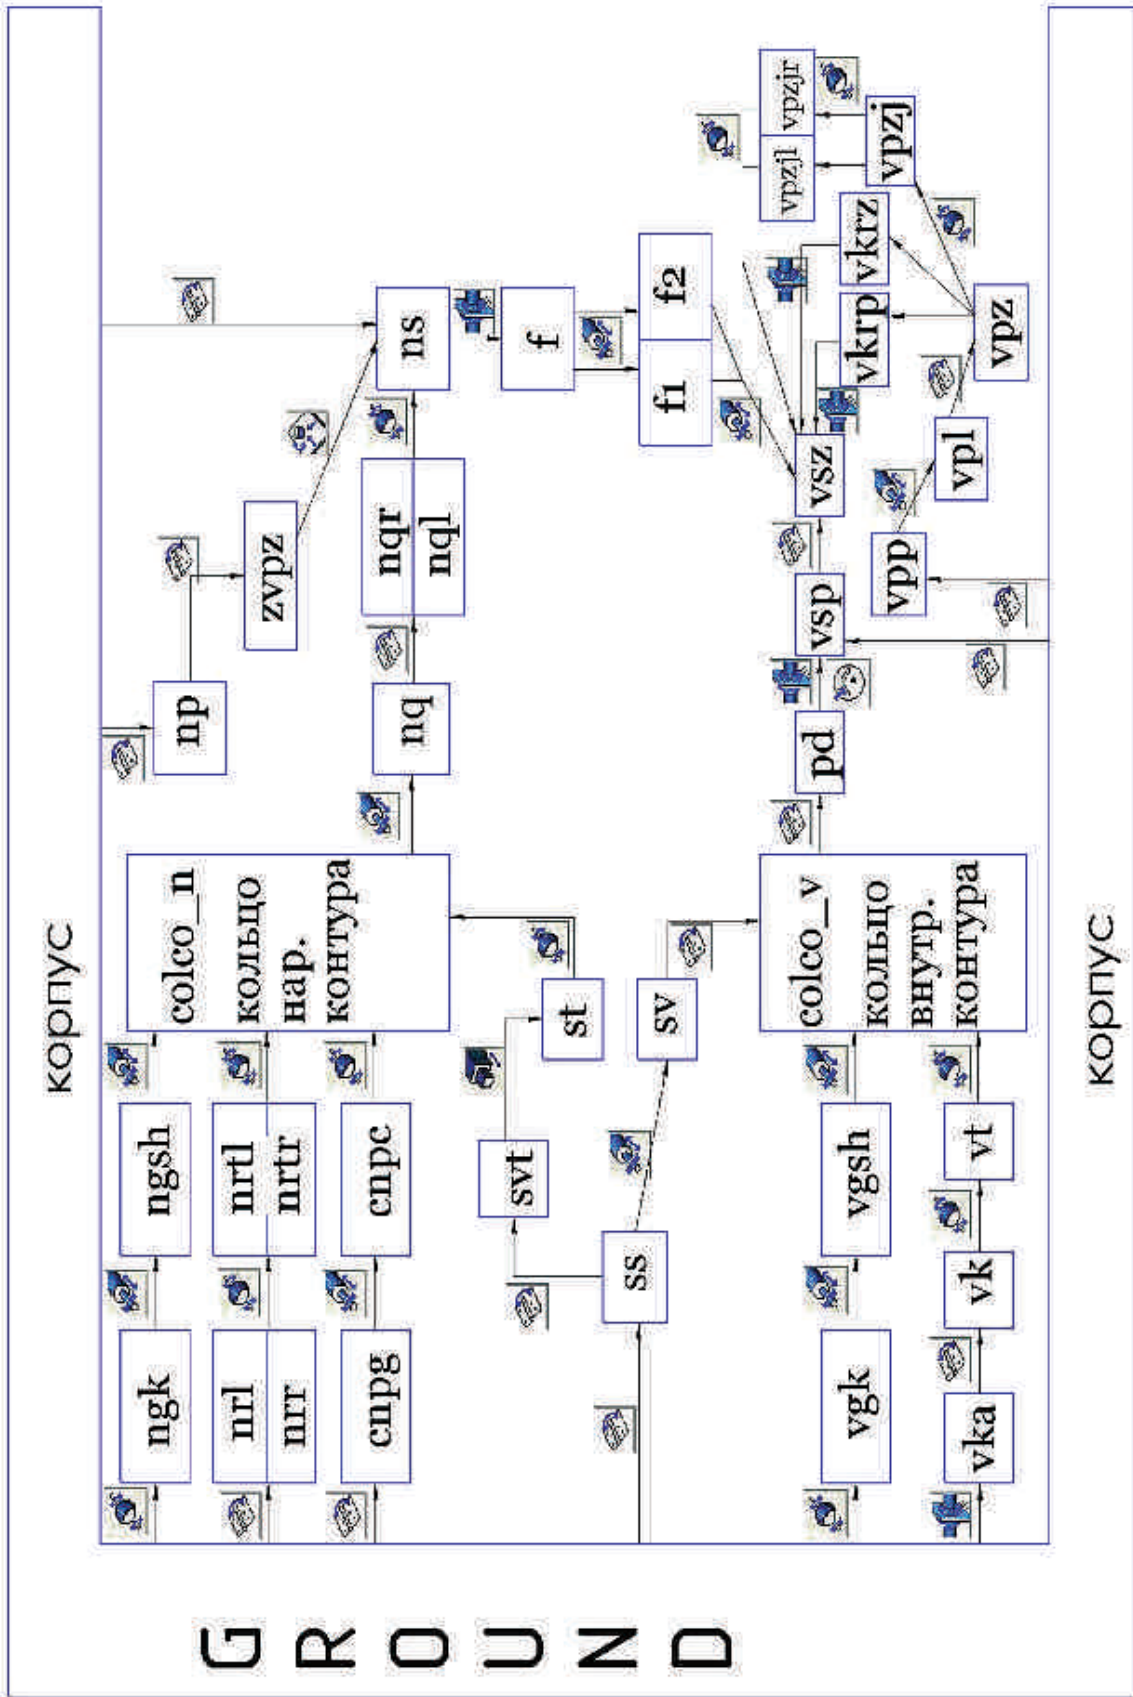 корпус
GROUND
ngk
ngsh
nrl
nrr
nrtl
nrtr
cnpg
cnpc
colco_n
кольцо
нар.
контура
np
zvpz
nq
nqr
nql
ns
f
f1
f2
svt
st
ss
sv
vgk
vgsh
vka
vk
vt
colco_v
кольцо
внутр.
контура
pd
vsp
vsz
vpp
vpl
vpz
vkrp
vkrz
vpzj
vpzjl
vpzjr
корпус